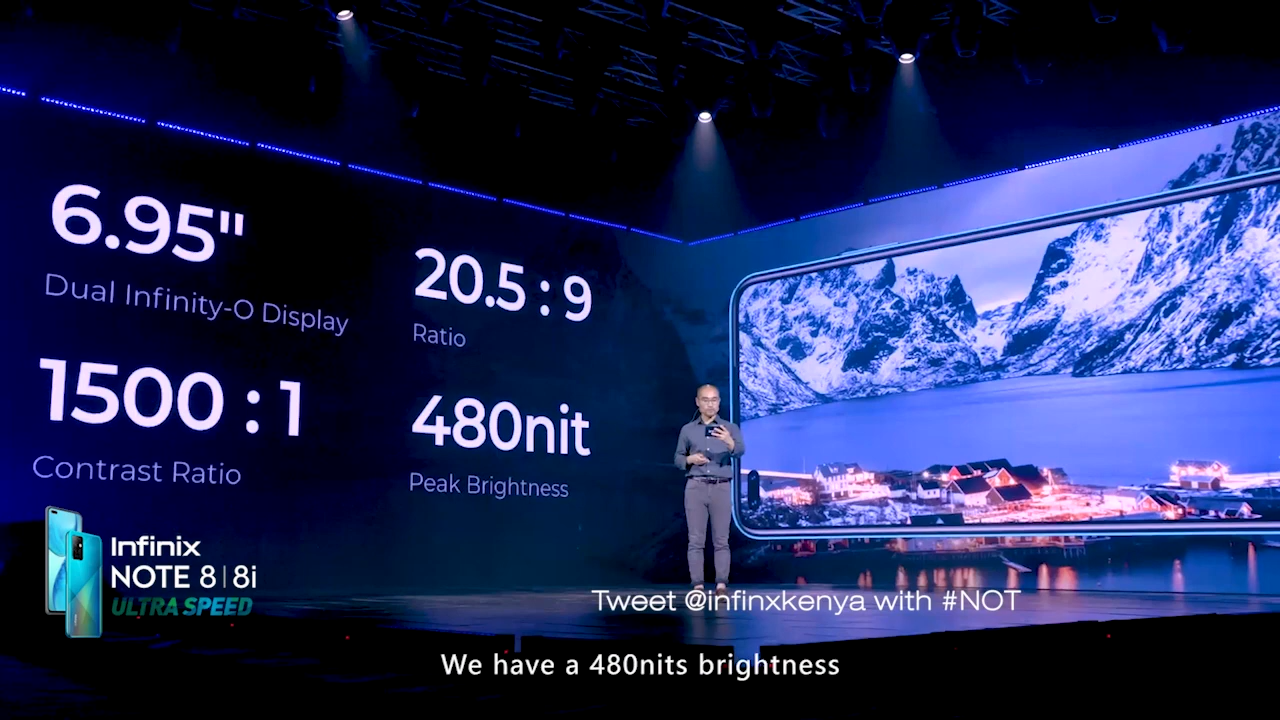 6.95"
Dual Infinity-O Display
20.5 : 9
Ratio
1500 : 1
Contrast Ratio
480nit
Peak Brightness
Infinix
NOTE 8|8i
ULTRA SPEED
Tweet @infinxkenya with #NOT
We have a 480nits brightness